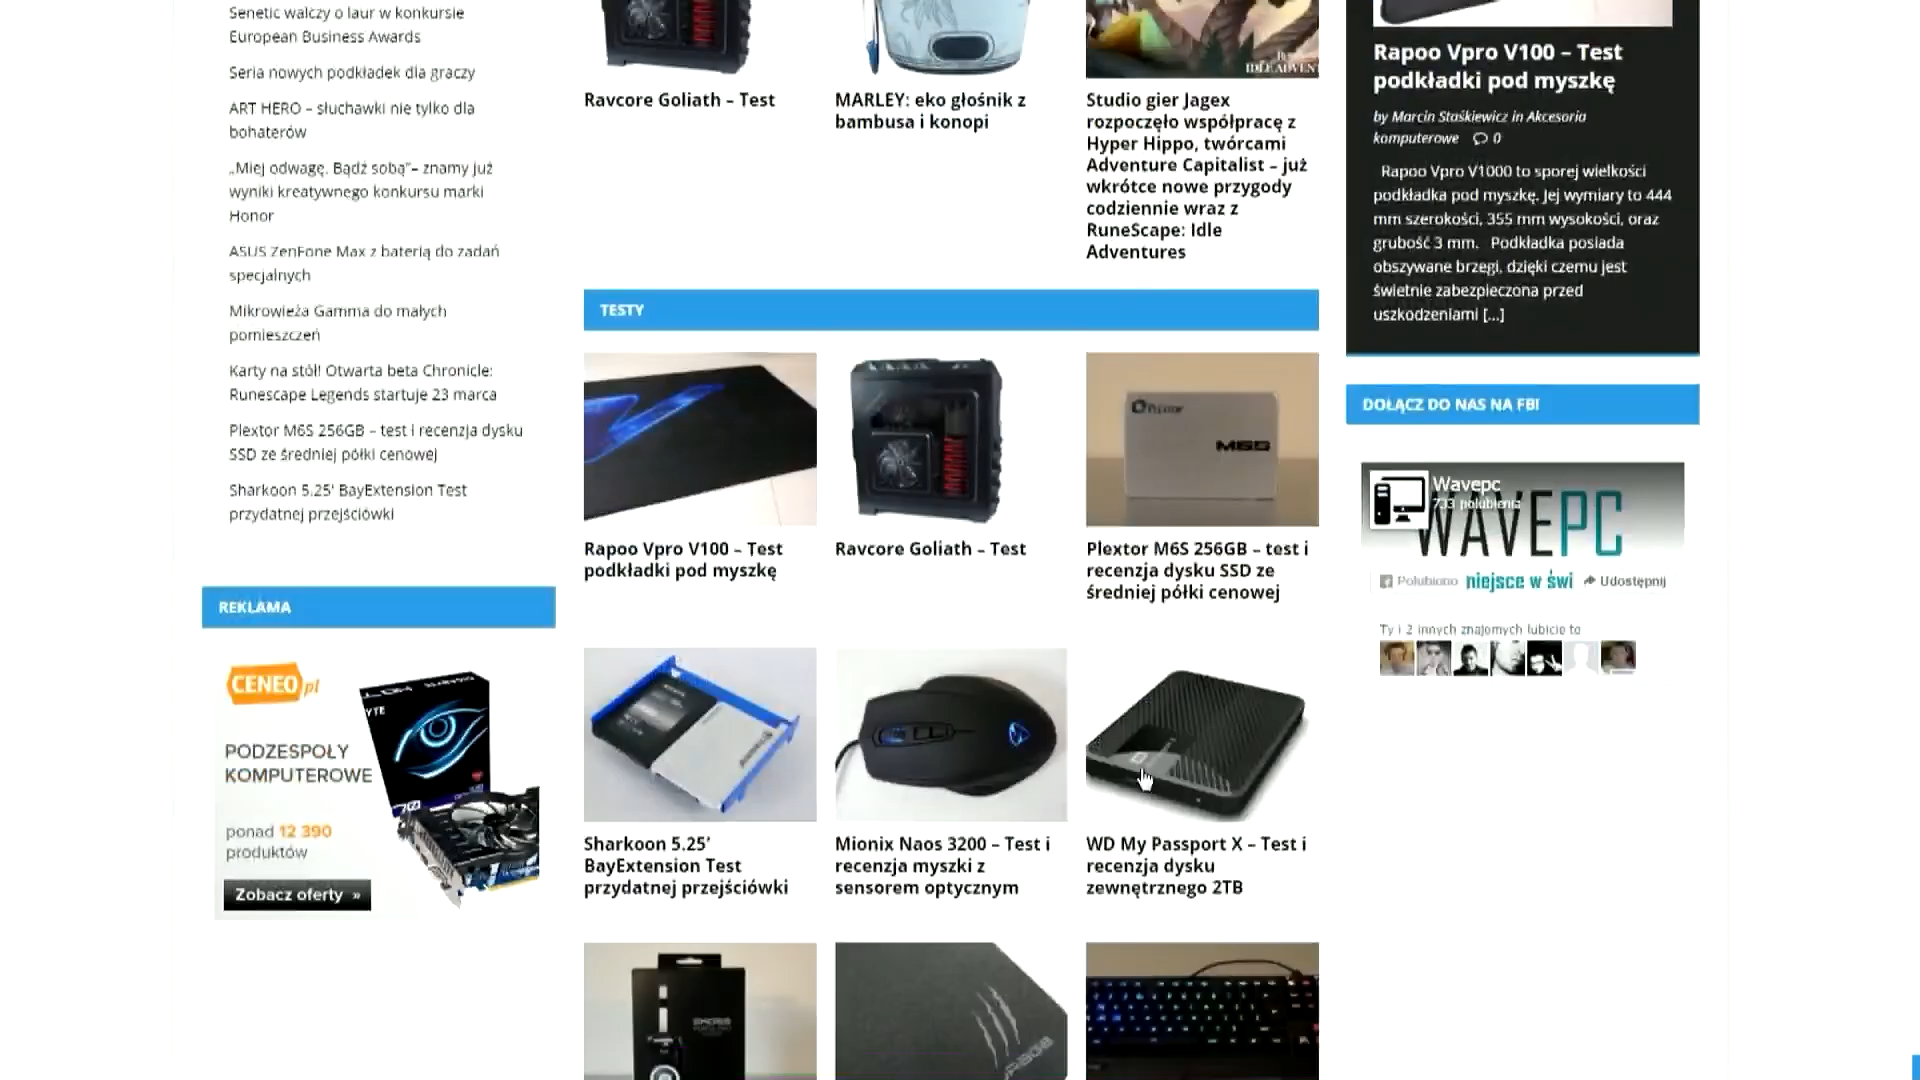 Senetic walczy o laur w konkursie
European Business Awards
Seria nowych podkładek dla graczy
ART HERO – słuchawki nie tylko dla
bohaterów
„Miej odwagę. Bądź sobą”– znamy już
wyniki kreatywnego konkursu marki
Honor
ASUS ZenFone Max z baterią do zadań
specjalnych
Mikrowieża Gamma do małych
pomieszczeń
Karty na stół! Otwarta beta Chronicle:
Runescape Legends startuje 23 marca
Plextor M6S 256GB – test i recenzja dysku
SSD ze średniej półki cenowej
Sharkoon 5.25' BayExtension Test
przydatnej przejściówki
REKLAMA
CENEO.pl
PODZESPOŁY
KOMPUTEROWE
ponad 12 390
produktów
Zobacz oferty »
Ravcore Goliath – Test
MARLEY: eko głośnik z
bambusa i konopi
IDLE ADVEN
Studio gier Jagex
rozpoczęło współpracę z
Hyper Hippo, twórcami
Adventure Capitalist – już
wkrótce nowe przygody
codziennie wraz z
RuneScape: Idle
Adventures
TESTY
Plextor
M6S
Rapoo Vpro V100 – Test
podkładki pod myszkę
Ravcore Goliath – Test
Plextor M6S 256GB – test i
recenzja dysku SSD ze
średniej półki cenowej
Sharkoon 5.25'
BayExtension Test
przydatnej przejściówki
Mionix Naos 3200 – Test i
recenzja myszki z
sensorem optycznym
WD My Passport X – Test i
recenzja dysku
zewnętrznego 2TB
Rapoo Vpro V100 – Test
podkładki pod myszkę
by Marcin Staśkiewicz in Akcesoria
komputerowe 0
Rapoo Vpro V1000 to sporej wielkości
podkładka pod myszkę. Jej wymiary to 444
mm szerokości, 355 mm wysokości, oraz
grubość 3 mm. Podkładka posiada
obszywane brzegi, dzięki czemu jest
świetnie zabezpieczona przed
uszkodzeniami [...]
DOŁĄCZ DO NAS NA FB!
Wavepc
733 polubienia
WAVEPC
Polubiono niejsce w świ Udostępnij
Ty i 2 innych znajomych lubicie to